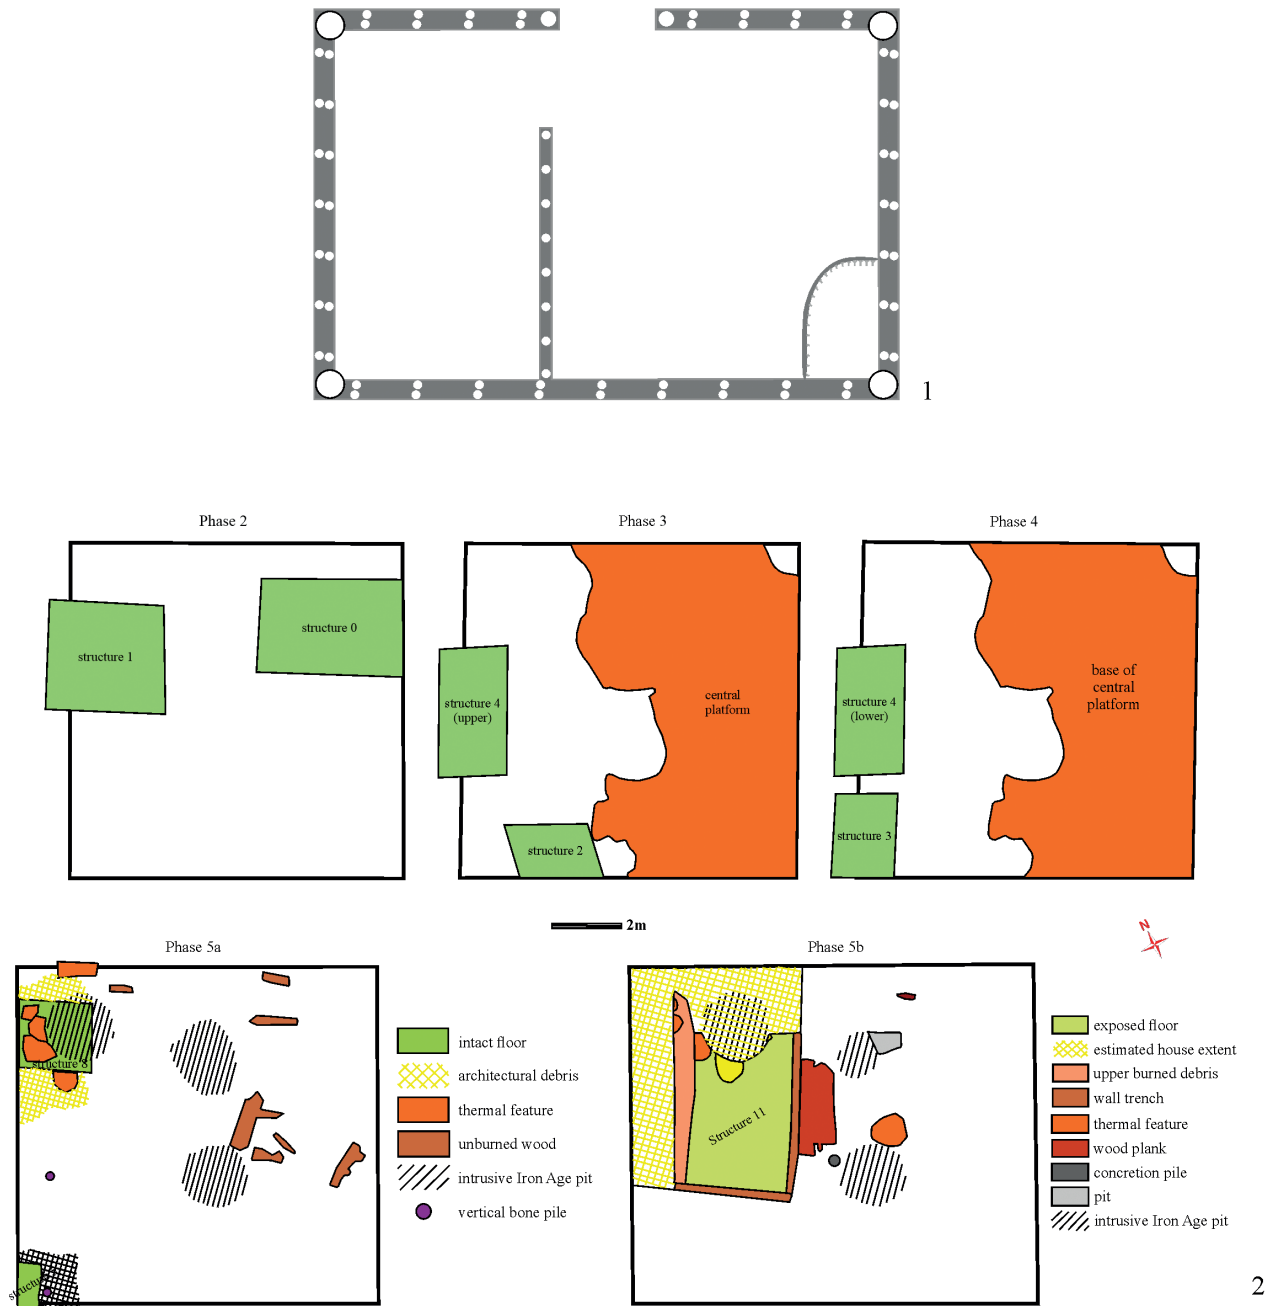 1
Phase 2
Phase 3
Phase 4
structure 1
structure 0
structure 4
(upper)
central
platform
structure 2
structure 4
(lower)
base of
central
platform
structure 3
2m
N
Phase 5a
Phase 5b
structure 8
structure
intact floor
architectural debris
thermal feature
unburned wood
intrusive Iron Age pit
vertical bone pile
Structure 11
exposed floor
estimated house extent
upper burned debris
wall trench
thermal feature
wood plank
concretion pile
pit
intrusive Iron Age pit
2